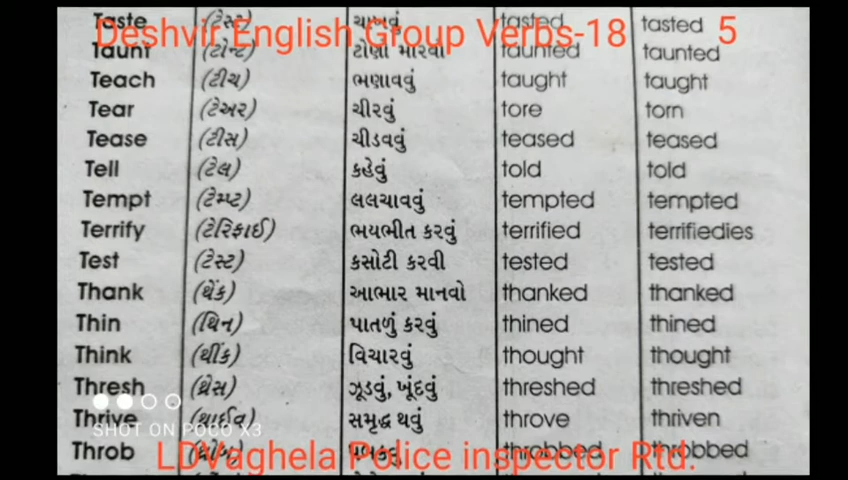 Taste (ટેસ્ટ) ચાખવું tasted tasted
Deshvir English Group Verbs-18 5
Taunt (ટોન્ટ) ટોણો મારવો taunted taunted
Teach (ટીચ) ભણાવવું taught taught
Tear (ટેઅર) ચીરવું tore torn
Tease (ટીસ) ચીડવવું teased teased
Tell (ટેલ) કહેવું told told
Tempt (ટેમ્પ્ટ) લલચાવવું tempted tempted
Terrify (ટેરિફાઈ) ભયભીત કરવું terrified terrifiedies
Test (ટેસ્ટ) કસોટી કરવી tested tested
Thank (થેંક) આભાર માનવો thanked thanked
Thin (થિન) પાતળું કરવું thined thined
Think (થીંક) વિચારવું thought thought
Thresh (થ્રેસ) ઝૂડવું, ખૂંદવું threshed threshed
Thrive (થ્રાઈવ) સમૃદ્ધ થવું throve thriven
SHOT ON POCO X3
Throb throbbed throbbed
LDVaghela Police inspector Rtd.